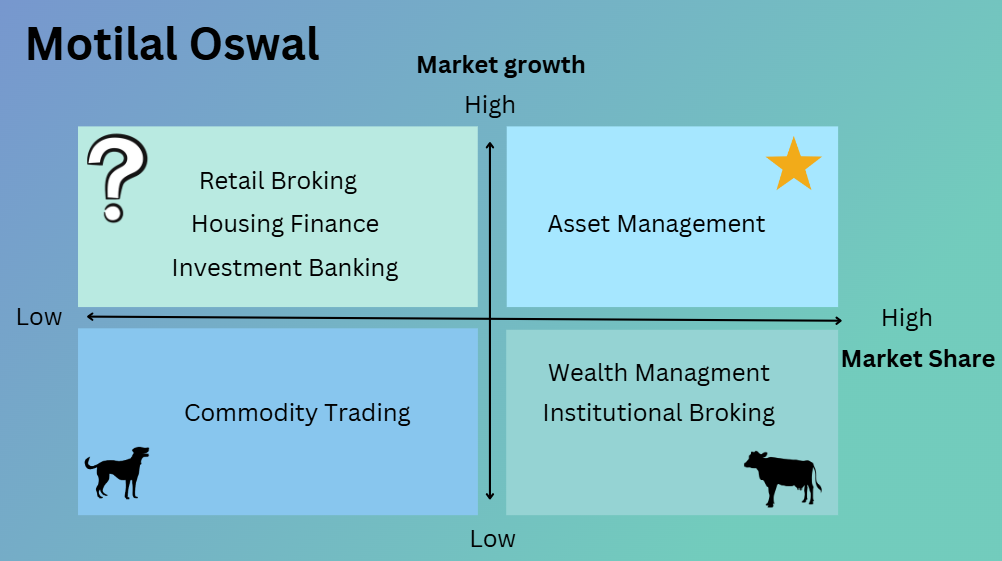 Motilal Oswal
Market growth
High
Retail Broking
Housing Finance
Investment Banking
Asset Management
Low
High
Market Share
Commodity Trading
Wealth Managment
Institutional Broking
Low